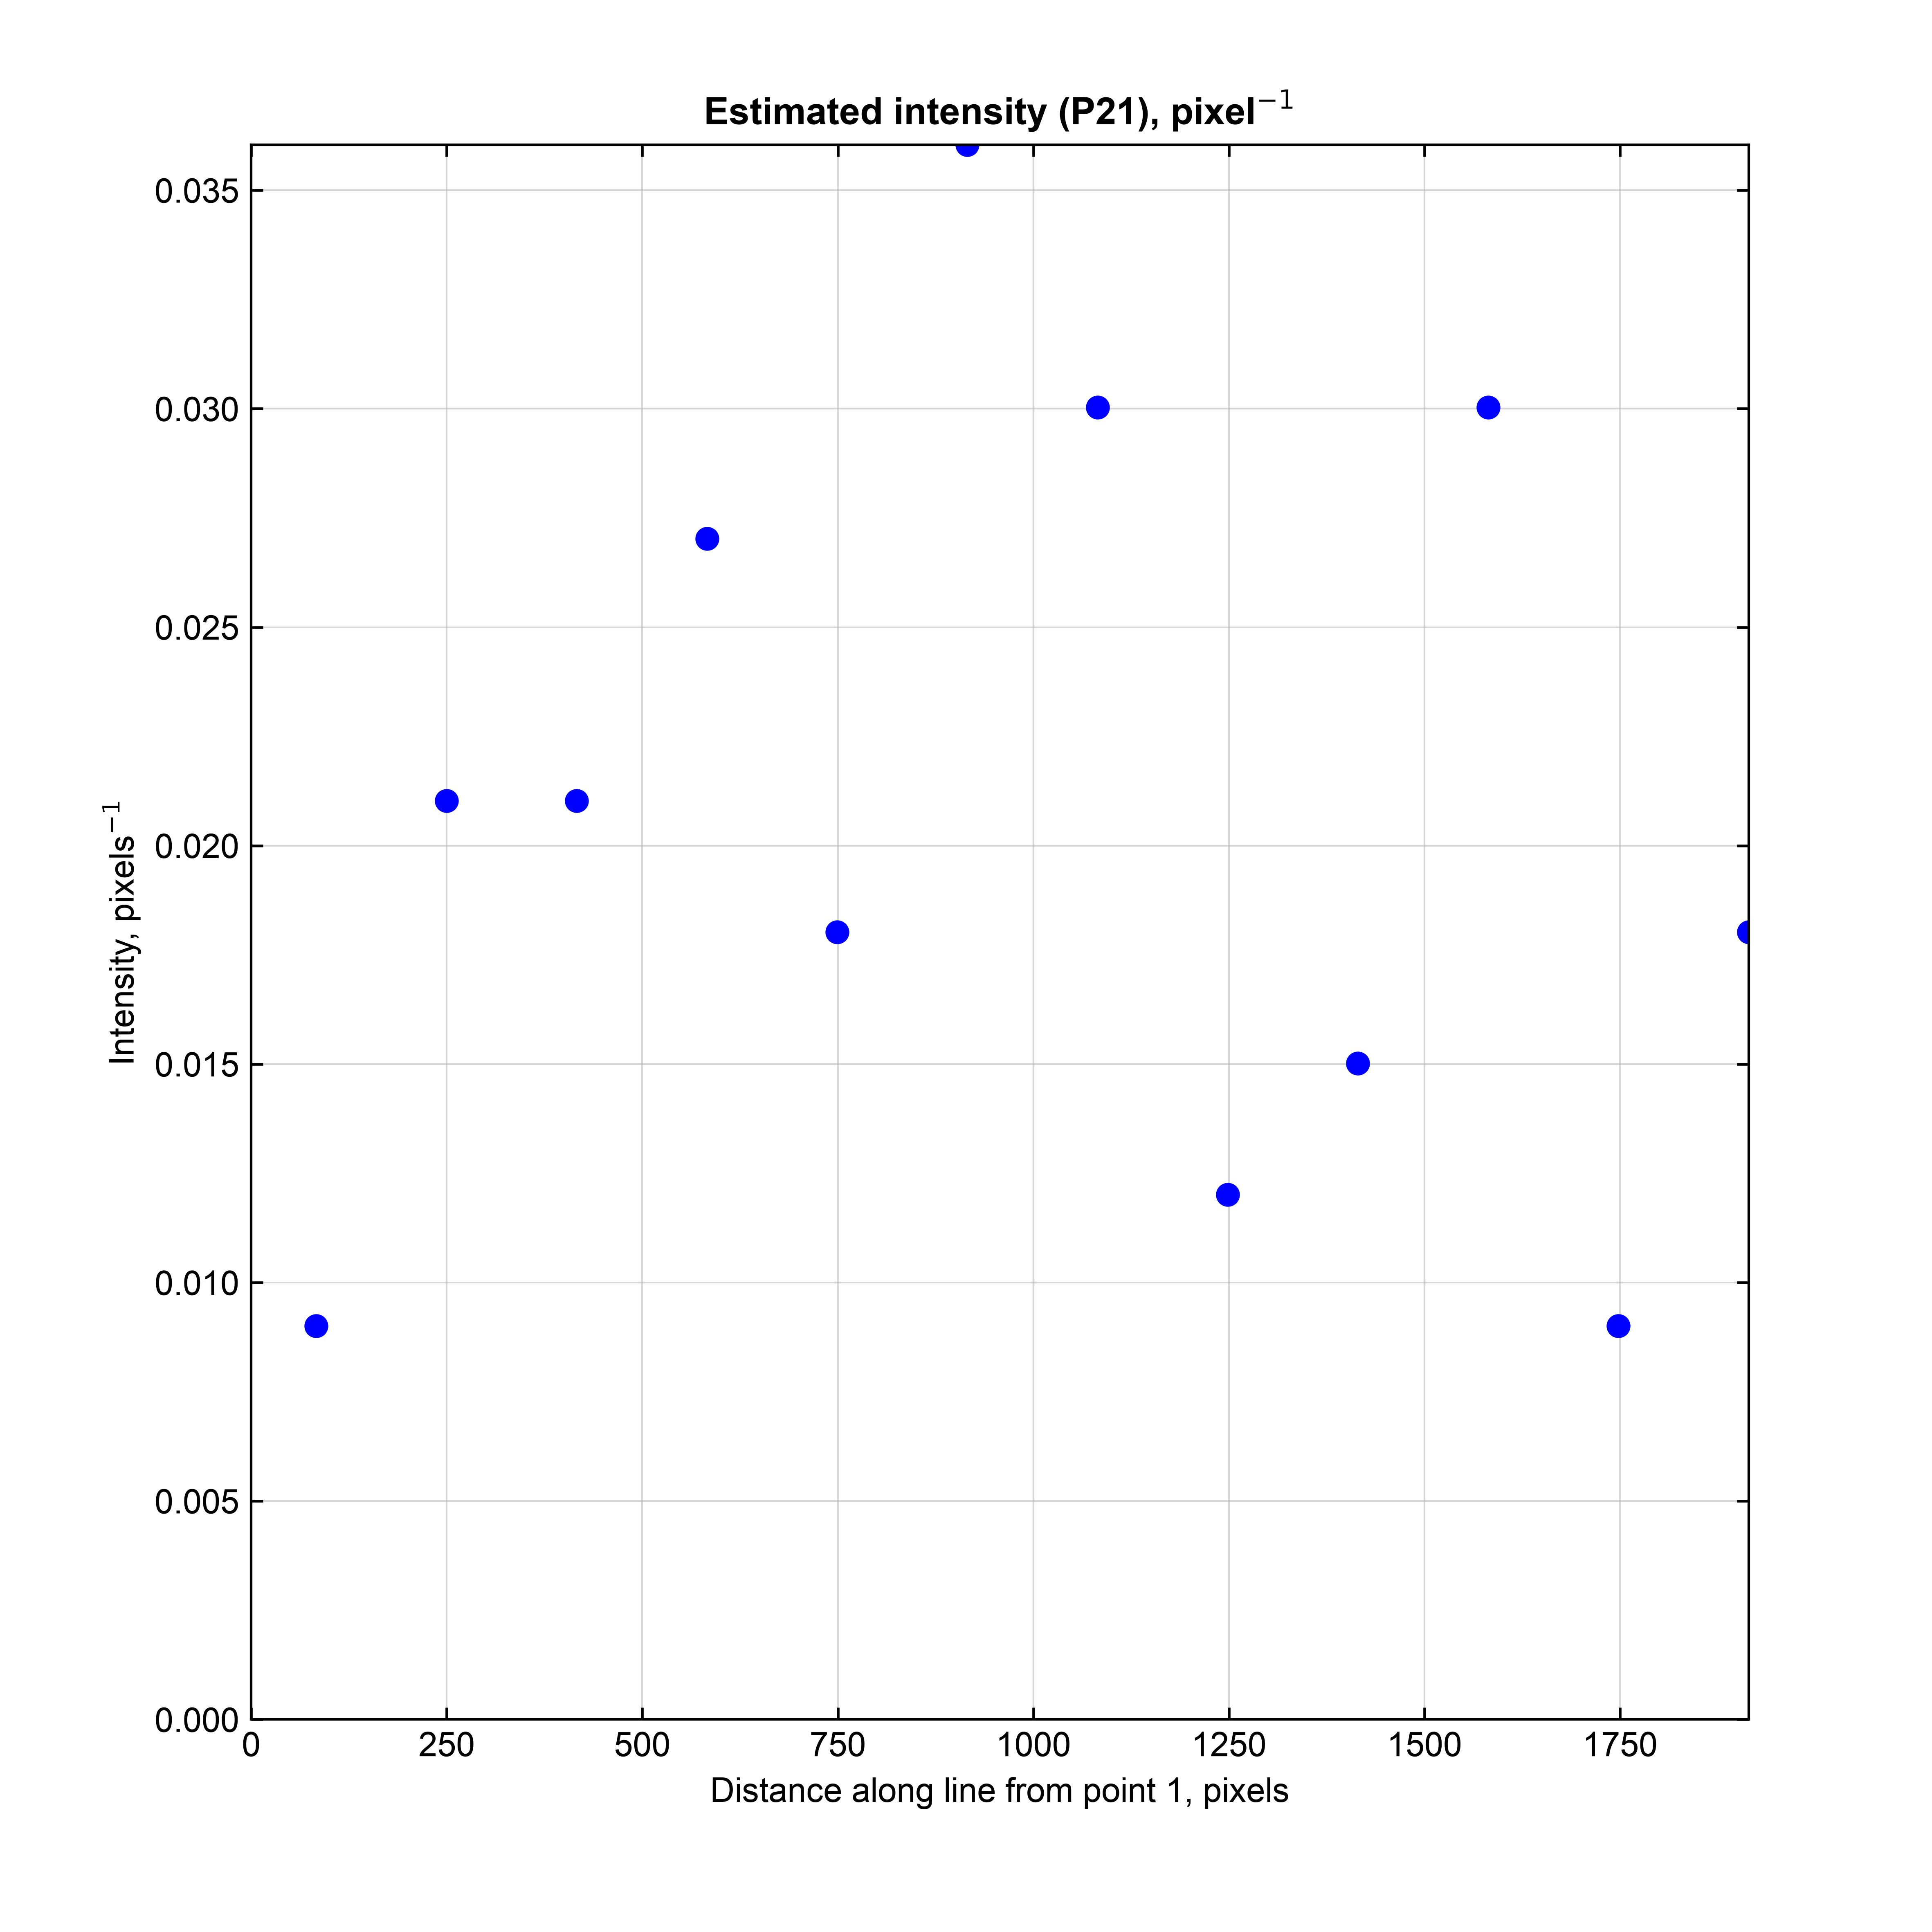 Estimated intensity (P21), pixel⁻¹
0.035
0.030
0.025
0.020
0.015
0.010
0.005
0.000
Intensity, pixels⁻¹
0 250 500 750 1000 1250 1500 1750
Distance along line from point 1, pixels